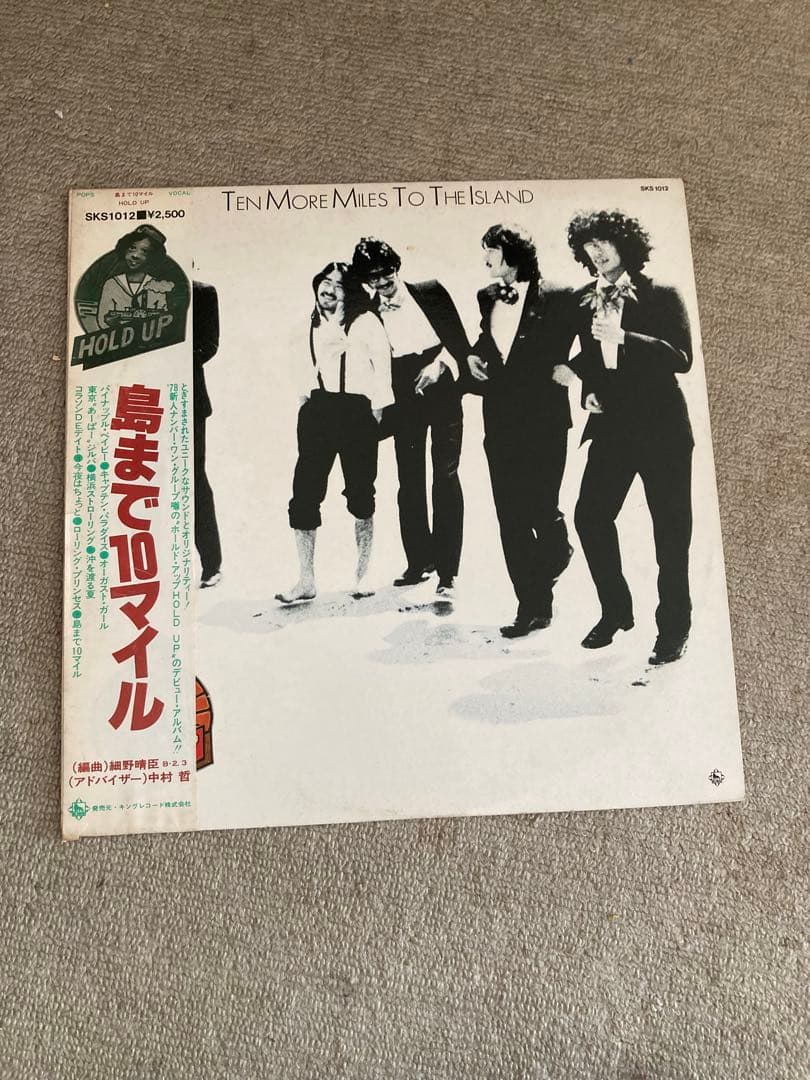 POPS 島まで10マイル VOCAL
HOLD UP
SKS1012■¥2,500
HOLD UP
島まで10マイル
とぎすまされたユニークなサウンドとオリジナリティー!
'78新人ナンバー・ワン・グループ噂の“ホールド・アップHOLD UP”のデビュー・アルバム!!
パイナップル・ベイビー●キャプテン・パラダイス●オーガスト・ガール
東京“あーばー”ジルバ●横浜ストローリング●沖を渡る夏
コラソンDEデイト●今夜はちょっと●ローリング・プリンセス●島まで10マイル
(編曲)細野晴臣 B-2.3
(アドバイザー)中村 哲
発売元・キングレコード株式会社
TEN MORE MILES TO THE ISLAND
SKS 1012